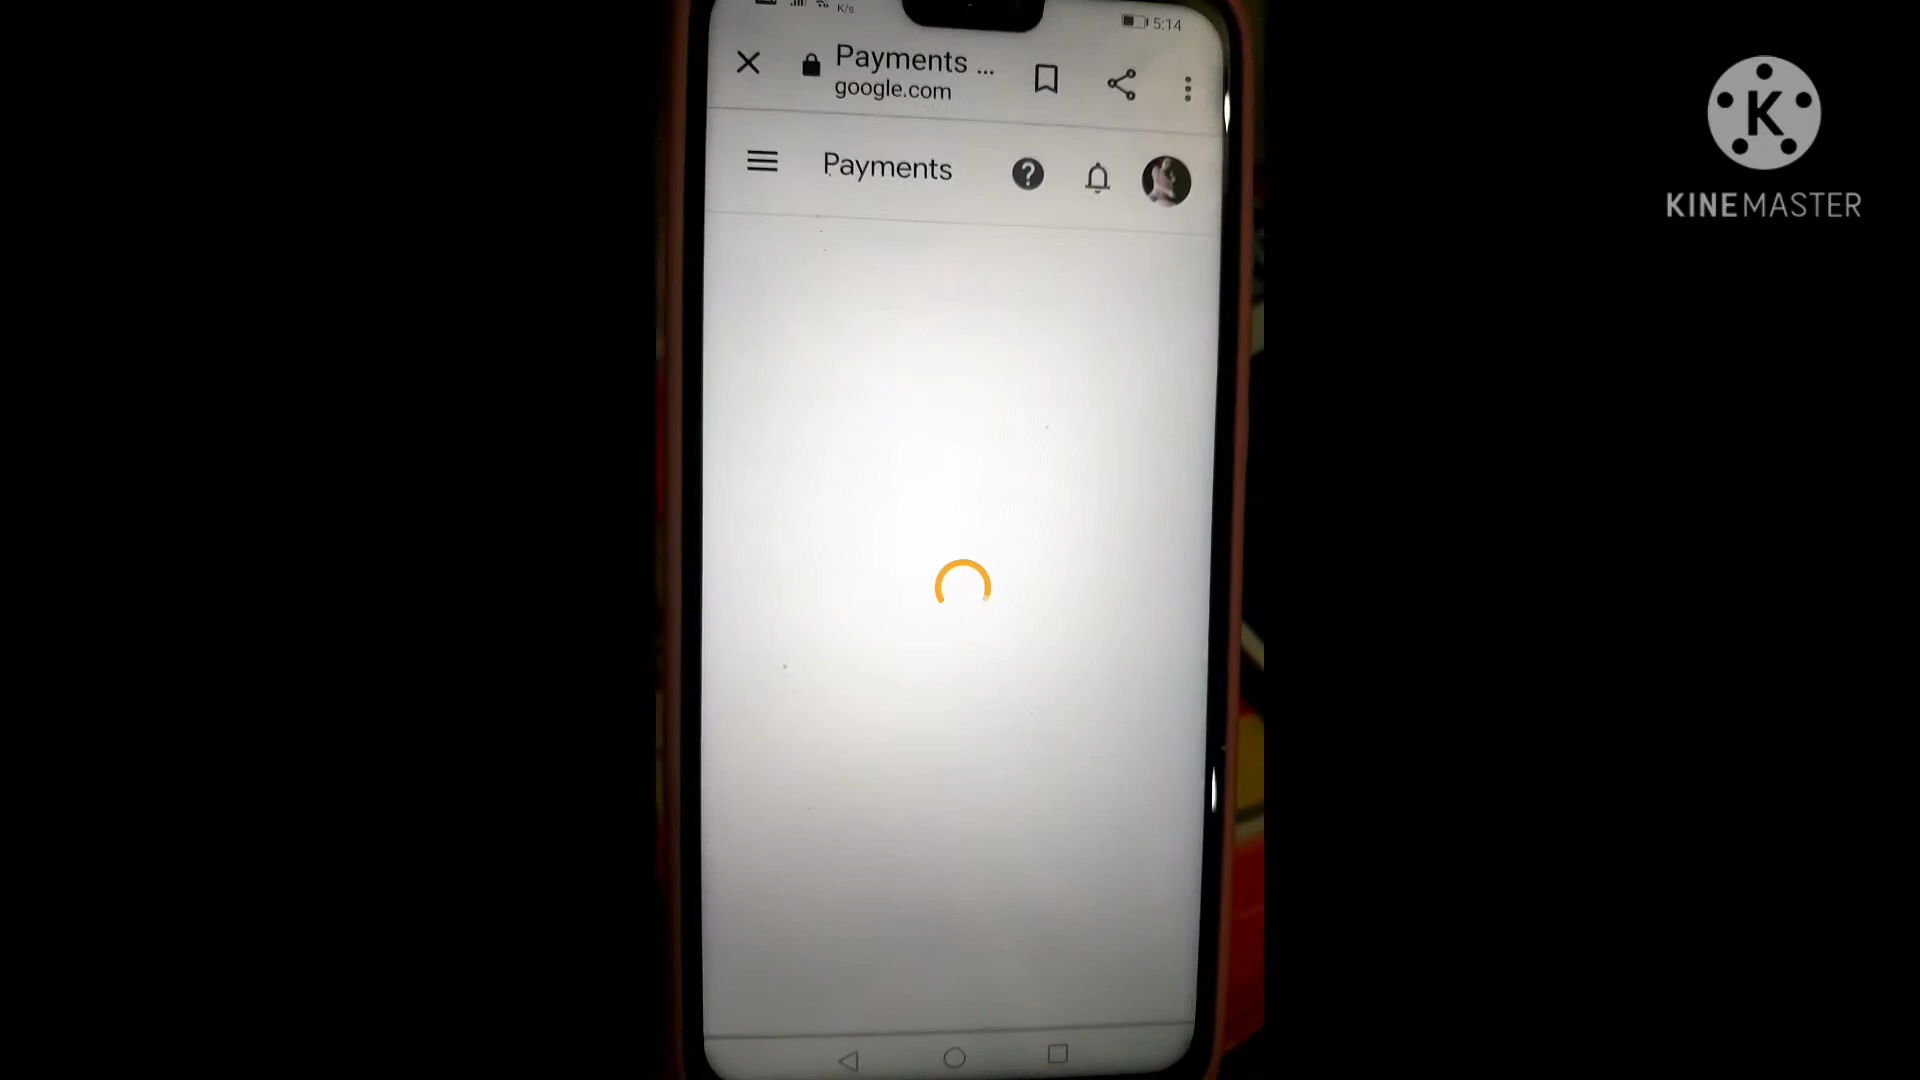 K/s
5:14
Payments ...
google.com
Payments
?
K
KINEMASTER